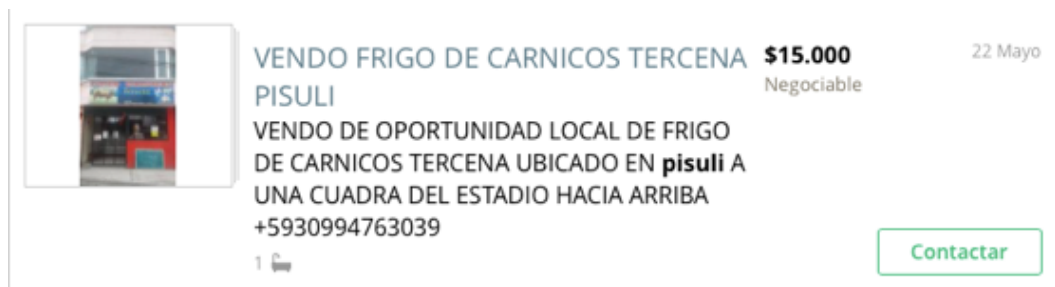 VENDO FRIGO DE CARNICOS TERCENA
PISULI
VENDO DE OPORTUNIDAD LOCAL DE FRIGO
DE CARNICOS TERCENA UBICADO EN pisuli A
UNA CUADRA DEL ESTADIO HACIA ARRIBA
+5930994763039
1
$15.000
Negociable
22 Mayo
Contactar